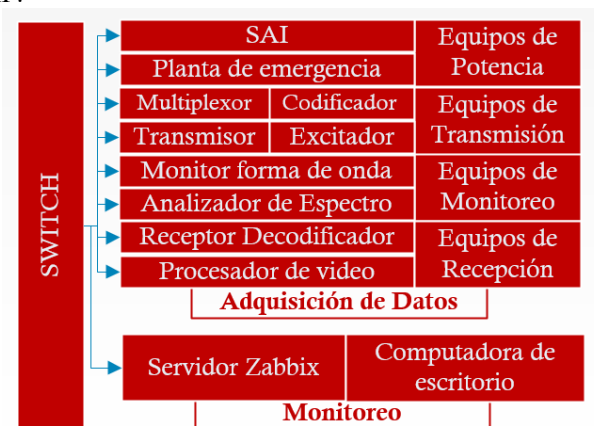 SWITCH
SAI
Planta de emergencia
Equipos de
Potencia
Multiplexor
Codificador
Transmisor
Excitador
Equipos de
Transmisión
Monitor forma de onda
Analizador de Espectro
Equipos de
Monitoreo
Receptor Decodificador
Procesador de video
Equipos de
Recepción
Adquisición de Datos
Servidor Zabbix
Computadora de
escritorio
Monitoreo